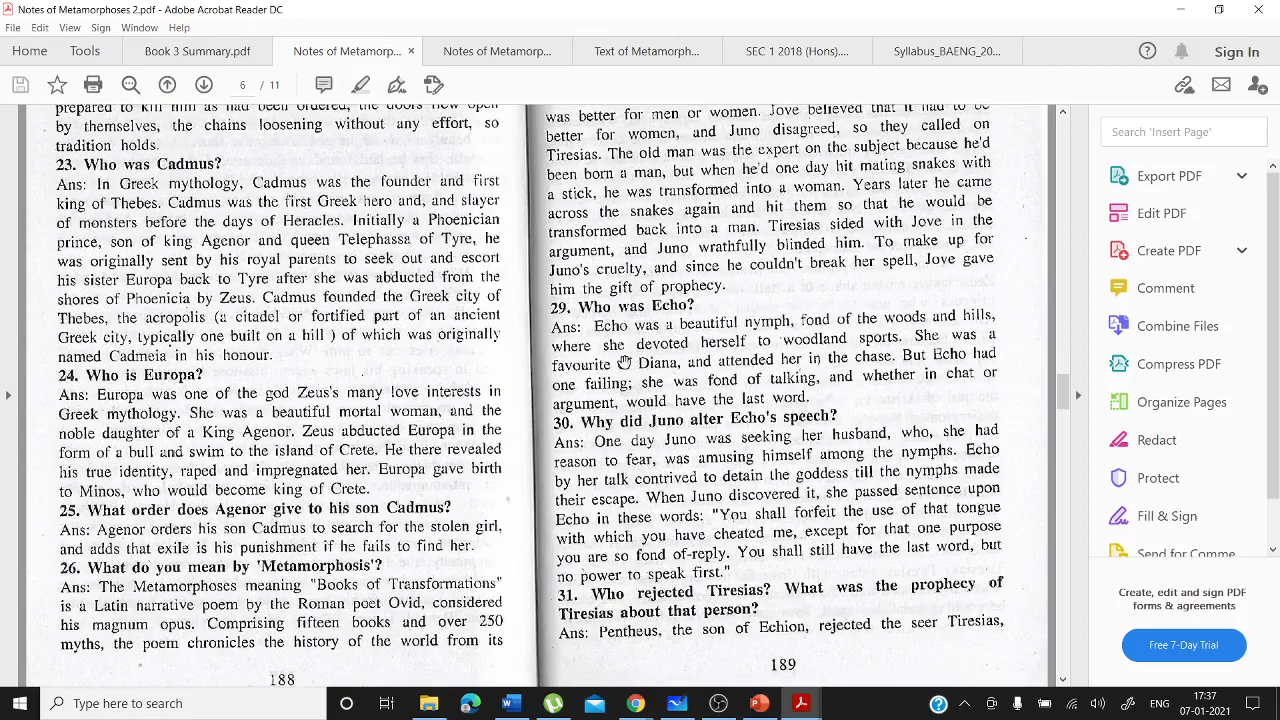 Notes of Metamorphoses 2.pdf - Adobe Acrobat Reader DC
File Edit View Sign Window Help
Home Tools Book 3 Summary.pdf Notes of Metamorp... × Notes of Metamorp... Text of Metamorph... SEC 1 2018 (Hons).... Syllabus_BAENG_20... Sign In
6 / 11
prepared to kill him as had been ordered, the doors flew open
by themselves, the chains loosening without any effort, so
tradition holds.
23. Who was Cadmus?
Ans: In Greek mythology, Cadmus was the founder and first
king of Thebes. Cadmus was the first Greek hero and, and slayer
of monsters before the days of Heracles. Initially a Phoenician
prince, son of king Agenor and queen Telephassa of Tyre, he
was originally sent by his royal parents to seek out and escort
his sister Europa back to Tyre after she was abducted from the
shores of Phoenicia by Zeus. Cadmus founded the Greek city of
Thebes, the acropolis (a citadel or fortified part of an ancient
Greek city, typically one built on a hill ) of which was originally
named Cadmeia in his honour.
24. Who is Europa?
Ans: Europa was one of the god Zeus's many love interests in
Greek mythology. She was a beautiful mortal woman, and the
noble daughter of a King Agenor. Zeus abducted Europa in the
form of a bull and swim to the island of Crete. He there revealed
his true identity, raped and impregnated her. Europa gave birth
to Minos, who would become king of Crete.
25. What order does Agenor give to his son Cadmus?
Ans: Agenor orders his son Cadmus to search for the stolen girl,
and adds that exile is his punishment if he fails to find her.
26. What do you mean by 'Metamorphosis'?
Ans: The Metamorphoses meaning "Books of Transformations"
is a Latin narrative poem by the Roman poet Ovid, considered
his magnum opus. Comprising fifteen books and over 250
myths, the poem chronicles the history of the world from its
188
was better for men or women. Jove believed that it had to be
better for women, and Juno disagreed, so they called on
Tiresias. The old man was the expert on the subject because he'd
been born a man, but when he'd one day hit mating snakes with
a stick, he was transformed into a woman. Years later he came
across the snakes again and hit them so that he would be
transformed back into a man. Tiresias sided with Jove in the
argument, and Juno wrathfully blinded him. To make up for
Juno's cruelty, and since he couldn't break her spell, Jove gave
him the gift of prophecy.
29. Who was Echo?
Ans: Echo was a beautiful nymph, fond of the woods and hills,
where she devoted herself to woodland sports. She was a
favourite Diana, and attended her in the chase. But Echo had
one failing; she was fond of talking, and whether in chat or
argument, would have the last word.
30. Why did Juno alter Echo's speech?
Ans: One day Juno was seeking her husband, who, she had
reason to fear, was amusing himself among the nymphs. Echo
by her talk contrived to detain the goddess till the nymphs made
their escape. When Juno discovered it, she passed sentence upon
Echo in these words: "You shall forfeit the use of that tongue
with which you have cheated me, except for that one purpose
you are so fond of-reply. You shall still have the last word, but
no power to speak first."
31. Who rejected Tiresias? What was the prophecy of
Tiresias about that person?
Ans: Pentheus, the son of Echion, rejected the seer Tiresias,
189
Search 'Insert Page'
Export PDF
Edit PDF
Create PDF
Comment
Combine Files
Compress PDF
Organize Pages
Redact
Protect
Fill & Sign
Send for Comme
Create, edit and sign PDF
forms & agreements
Free 7-Day Trial
Type here to search
ENG
17:37
07-01-2021